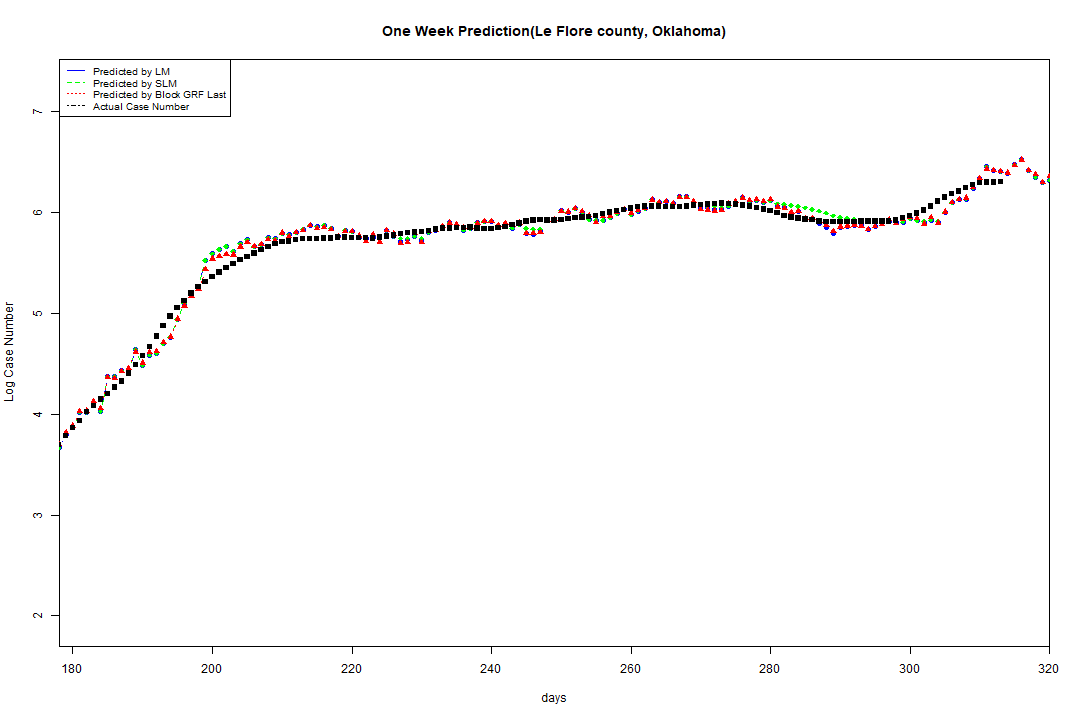 One Week Prediction(Le Flore county, Oklahoma)
Predicted by LM
Predicted by SLM
Predicted by Block GRF Last
Actual Case Number
7
6
5
4
3
2
Log Case Number
180 200 220 240 260 280 300 320
days